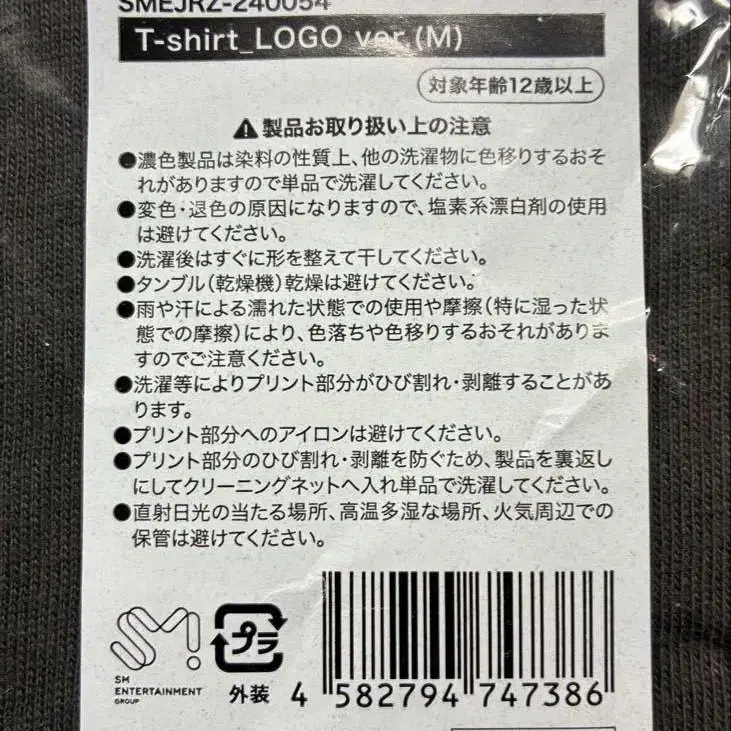 SMEJRZ-240054
T-shirt_LOGO ver.(M)
対象年齢12歳以上
⚠製品お取り扱い上の注意
●濃色製品は染料の性質上、他の洗濯物に色移りするおそ
れがありますので単品で洗濯してください。
●変色・退色の原因になりますので、塩素系漂白剤の使用
は避けてください。
●洗濯後はすぐに形を整えて干してください。
●タンブル(乾燥機)乾燥は避けてください。
●雨や汗による濡れた状態での使用や摩擦(特に湿った状
態での摩擦)により、色落ちや色移りするおそれがありま
すのでご注意ください。
●洗濯等によりプリント部分がひび割れ・剥離することがあ
ります。
●プリント部分へのアイロンは避けてください。
●プリント部分のひび割れ・剥離を防ぐため、製品を裏返し
にしてクリーニングネットへ入れ単品で洗濯してください。
●直射日光の当たる場所、高温多湿な場所、火気周辺での
保管は避けてください。
SM!
SM
ENTERTAINMENT
GROUP
プラ
外装
4 582794 747386